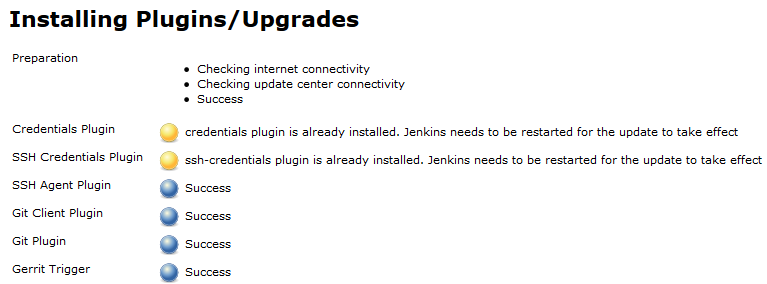 Installing Plugins/Upgrades
Preparation
Checking internet connectivity
Checking update center connectivity
Success
Credentials Plugin credentials plugin is already installed. Jenkins needs to be restarted for the update to take effect
SSH Credentials Plugin ssh-credentials plugin is already installed. Jenkins needs to be restarted for the update to take effect
SSH Agent Plugin Success
Git Client Plugin Success
Git Plugin Success
Gerrit Trigger Success